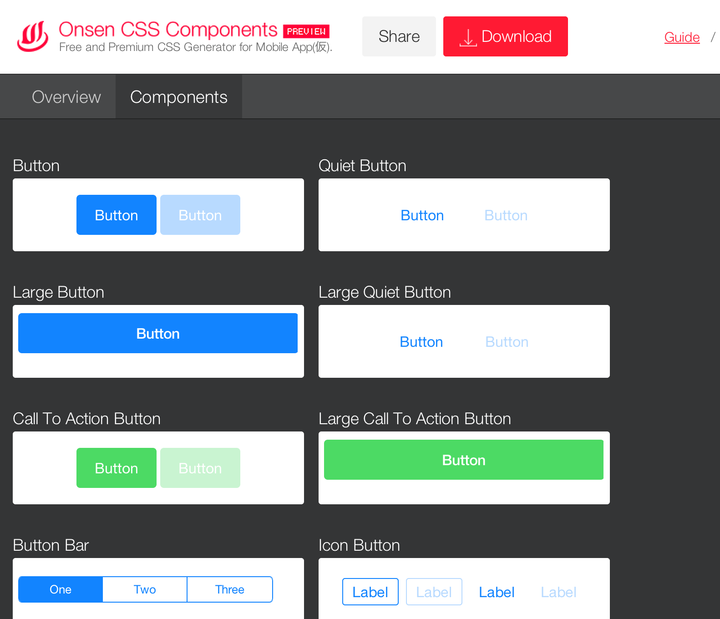 Onsen CSS Components PREVIEW
Free and Premium CSS Generator for Mobile App(仮).
Share
Download
Guide /
Overview
Components
Button
Button Button
Quiet Button
Button Button
Large Button
Button
Large Quiet Button
Button Button
Call To Action Button
Button Button
Large Call To Action Button
Button
Button Bar
One Two Three
Icon Button
Label Label Label Label